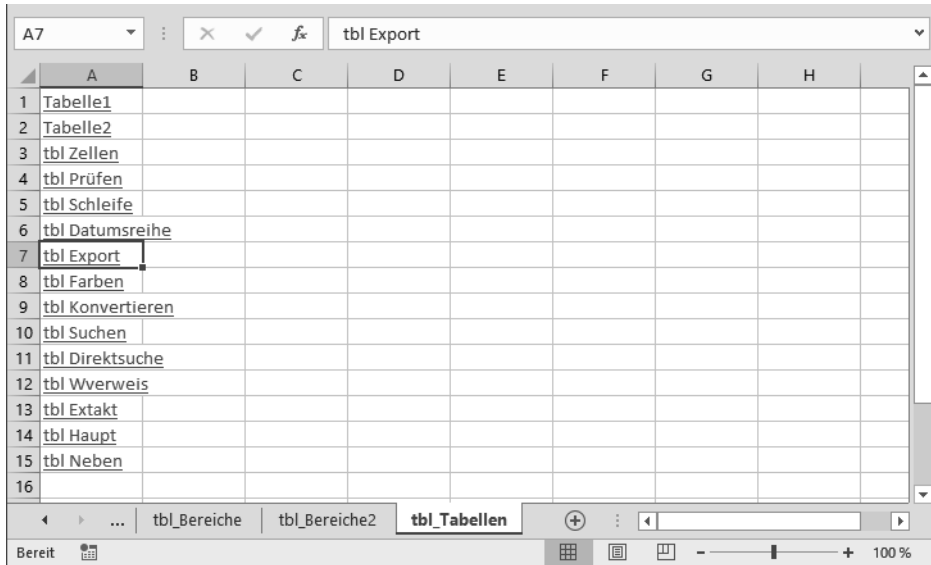 A7 fx tbl Export
A B C D E F G H
1 Tabelle1
2 Tabelle2
3 tbl Zellen
4 tbl Prüfen
5 tbl Schleife
6 tbl Datumsreihe
7 tbl Export
8 tbl Farben
9 tbl Konvertieren
10 tbl Suchen
11 tbl Direktsuche
12 tbl Wverweis
13 tbl Extakt
14 tbl Haupt
15 tbl Neben
16
... tbl_Bereiche tbl_Bereiche2 tbl_Tabellen
Bereit 100 %